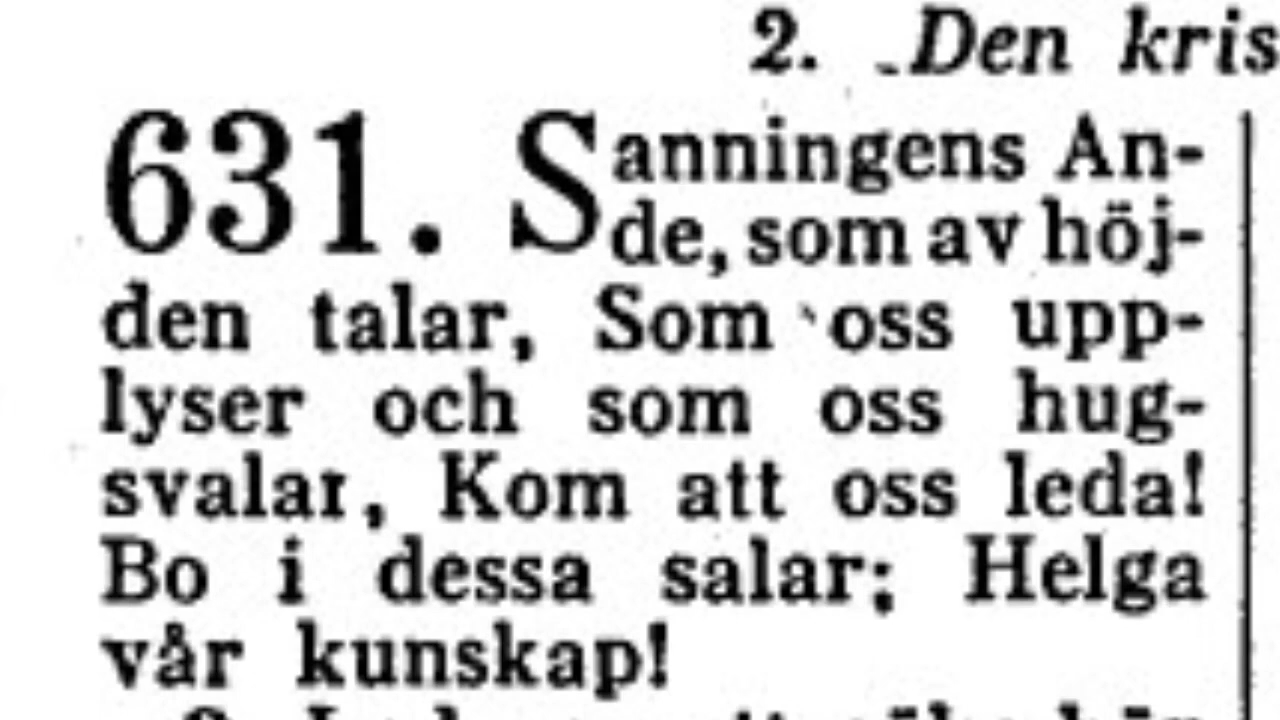 2. Den kris
631. Sanningens An-
de, som av höj-
den talar, Som oss upp-
lyser och som oss hug-
svalar, Kom att oss leda!
Bo i dessa salar; Helga
vår kunskap!